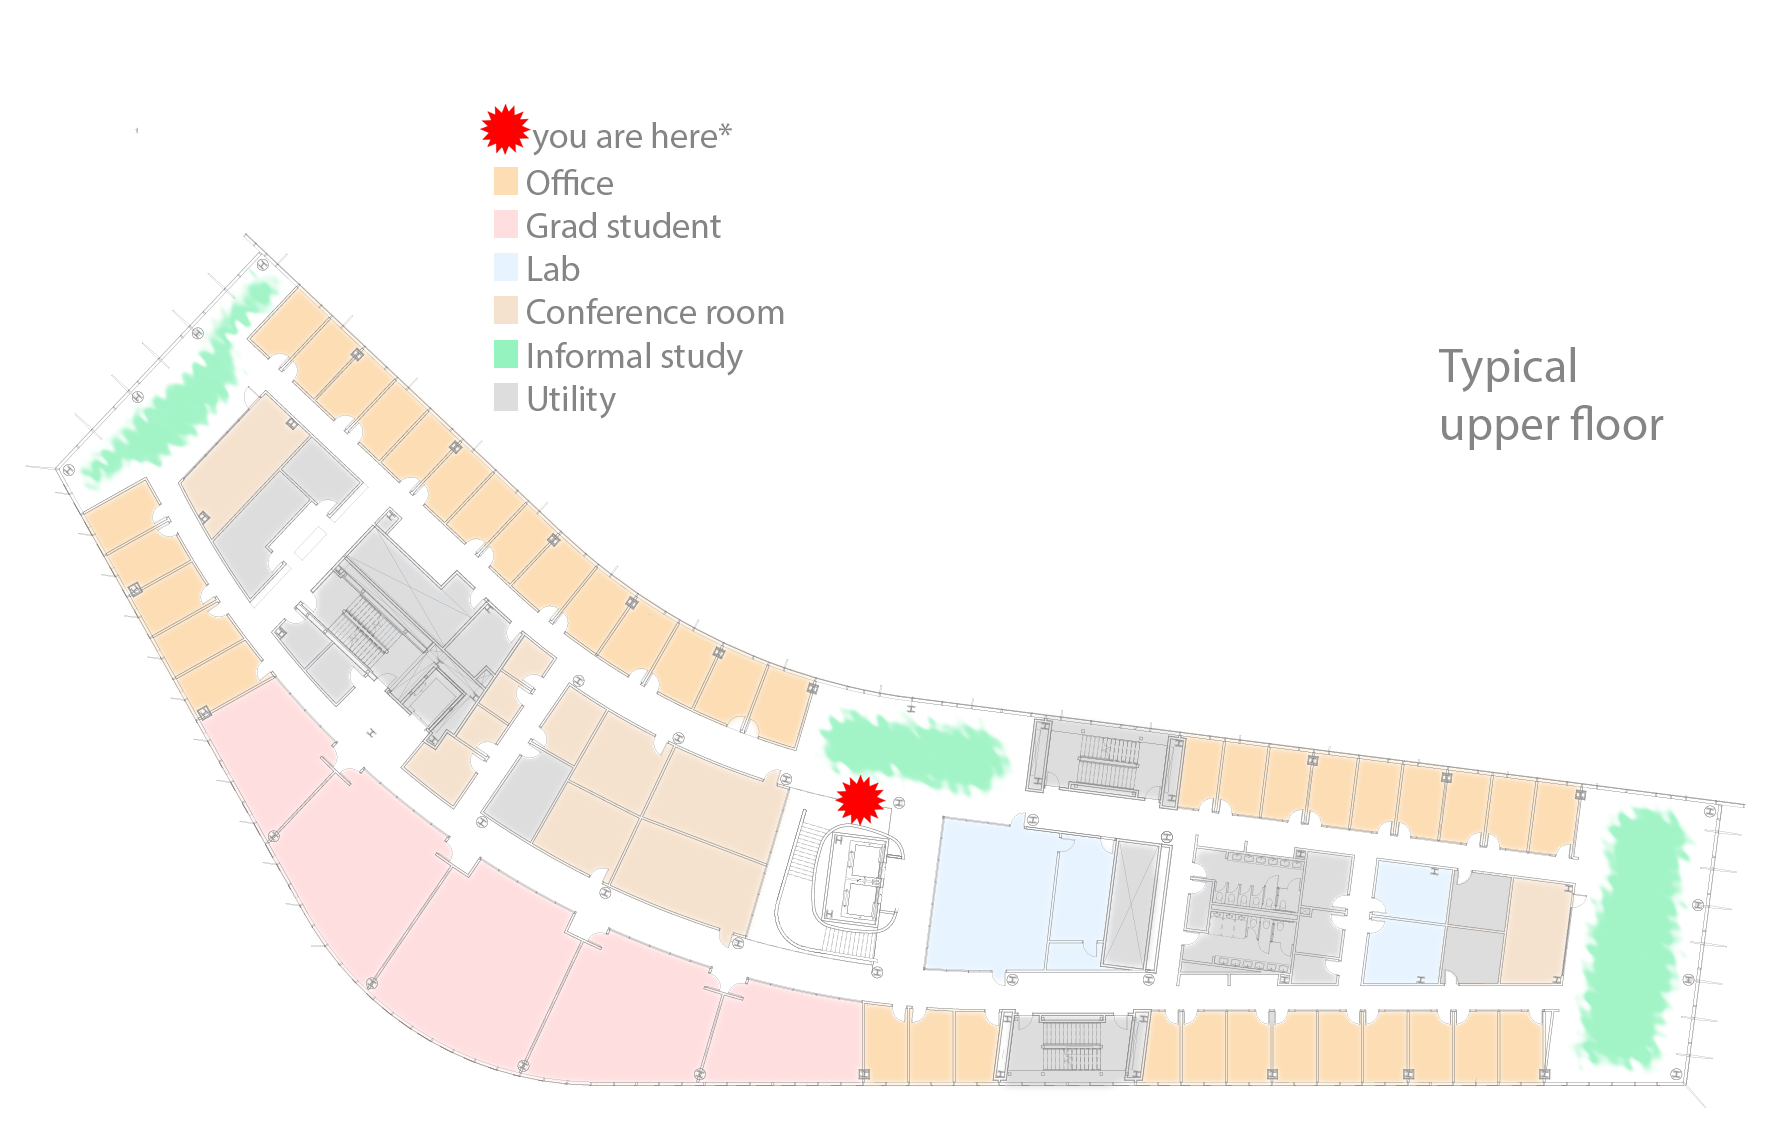 you are here*
Office
Grad student
Lab
Conference room
Informal study
Utility
Typical
upper floor